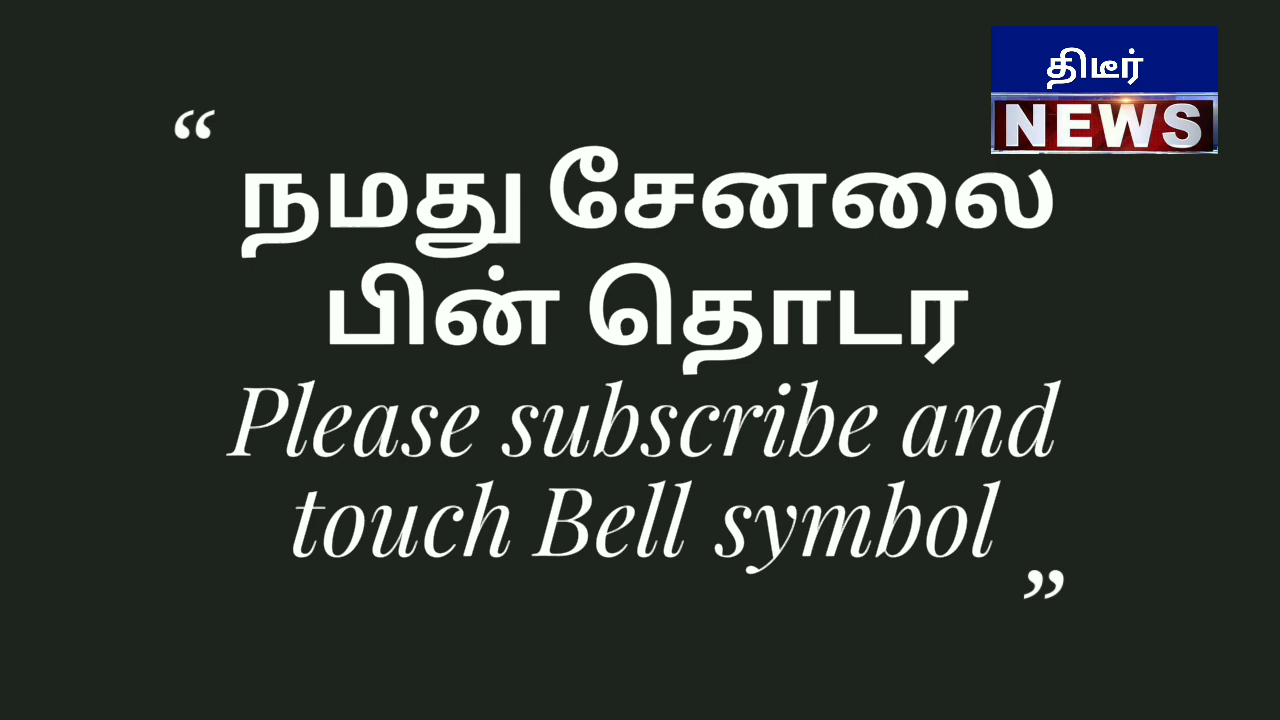 திடீர்
NEWS
“
நமது சேனலை
பின் தொடர
Please subscribe and
touch Bell symbol
”